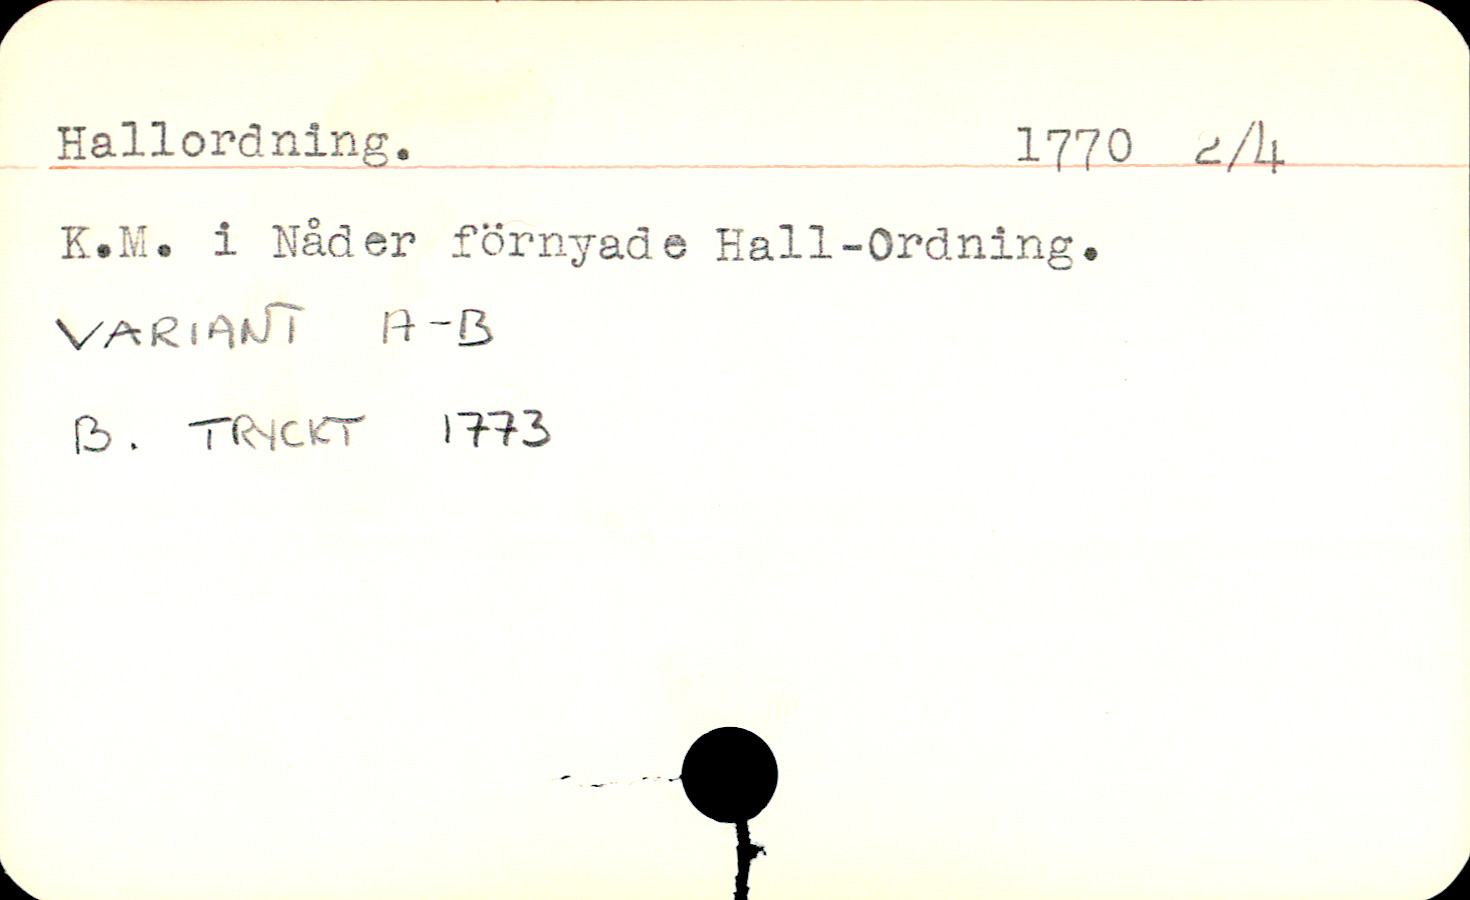 Hallordning. 1770 2/4
K.M. i Nåder förnyade Hall-Ordning.
VARIANT A-B
B. TRYCKT 1773